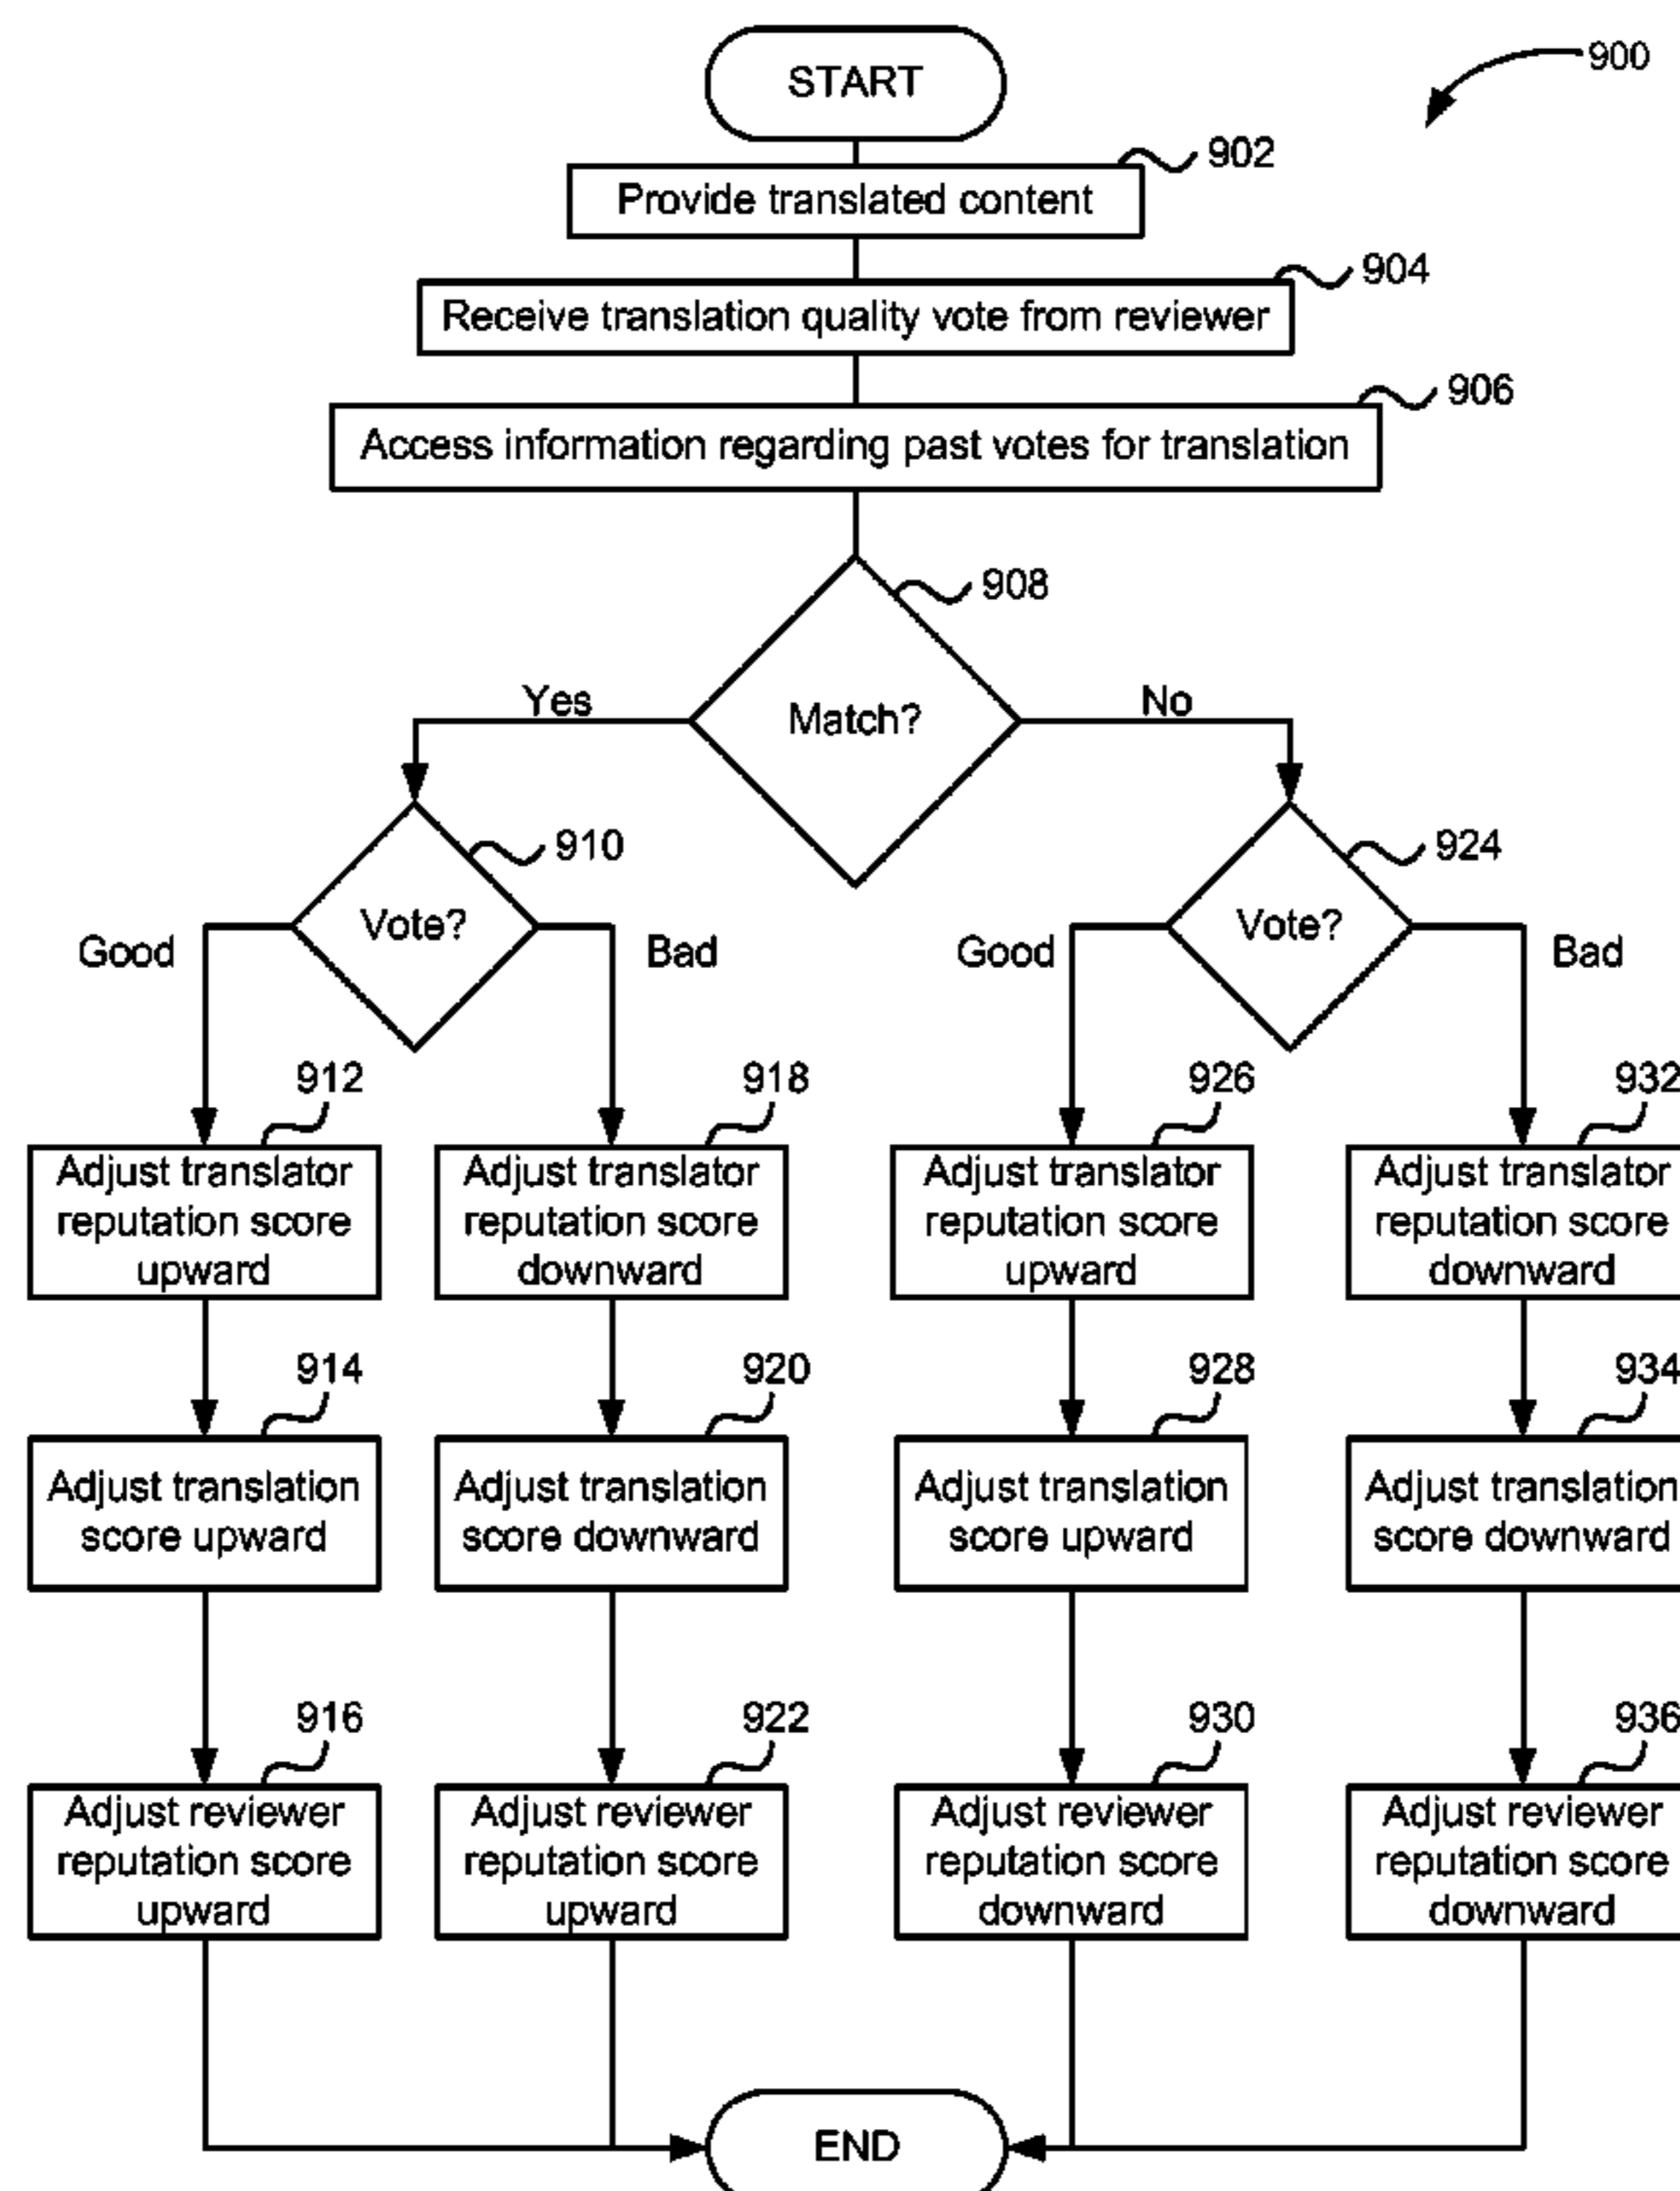 START
900
902
Provide translated content
904
Receive translation quality vote from reviewer
906
Access information regarding past votes for translation
908
Match?
Yes
No
910
Vote?
Good
Bad
924
Vote?
Good
Bad
912
Adjust translator
reputation score
upward
918
Adjust translator
reputation score
downward
926
Adjust translator
reputation score
upward
932
Adjust translator
reputation score
downward
914
Adjust translation
score upward
920
Adjust translation
score downward
928
Adjust translation
score upward
934
Adjust translation
score downward
916
Adjust reviewer
reputation score
upward
922
Adjust reviewer
reputation score
upward
930
Adjust reviewer
reputation score
downward
936
Adjust reviewer
reputation score
downward
END